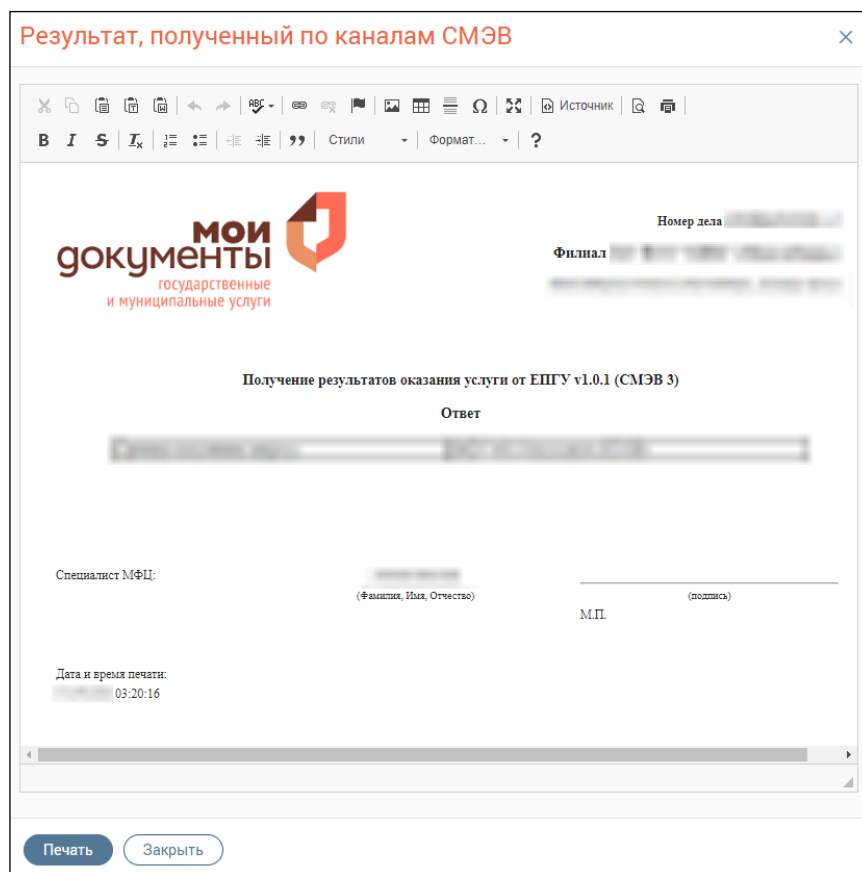 Результат, полученный по каналам СМЭВ
ABC
Источник
B I S Tx Стили Формат... ?
мои
документы
государственные
и муниципальные услуги
Номер дела
Филиал
Получение результатов оказания услуги от ЕПГУ v1.0.1 (СМЭВ 3)
Ответ
Специалист МФЦ:
(Фамилия, Имя, Отчество)
(подпись)
М.П.
Дата и время печати:
03:20:16
Печать
Закрыть